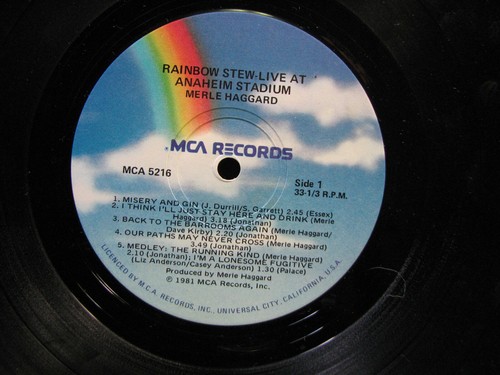 RAINBOW STEW-LIVE AT
ANAHEIM STADIUM
MERLE HAGGARD
MCA RECORDS
MCA 5216
Side 1
33-1/3 R.P.M.
1. MISERY AND GIN (J. Durrill/S. Garrett) 2.45 (Essex)
2. I THINK I'LL JUST STAY HERE AND DRINK (Merle
Haggard) 3.18 (Jonathan)
3. BACK TO THE BARROOMS AGAIN (Merle Haggard/
Dave Kirby) 2.20 (Jonathan)
4. OUR PATHS MAY NEVER CROSS (Merle Haggard)
3.49 (Jonathan)
5. MEDLEY: THE RUNNING KIND (Merle Haggard)
2.10 (Jonathan); I'M A LONESOME FUGITIVE
(Liz Anderson/Casey Anderson) 1.30 (Palace)
Produced by Merle Haggard
℗ 1981 MCA Records, Inc.
LICENCED BY M.C.A. RECORDS, INC., UNIVERSAL CITY, CALIFORNIA, U.S.A.